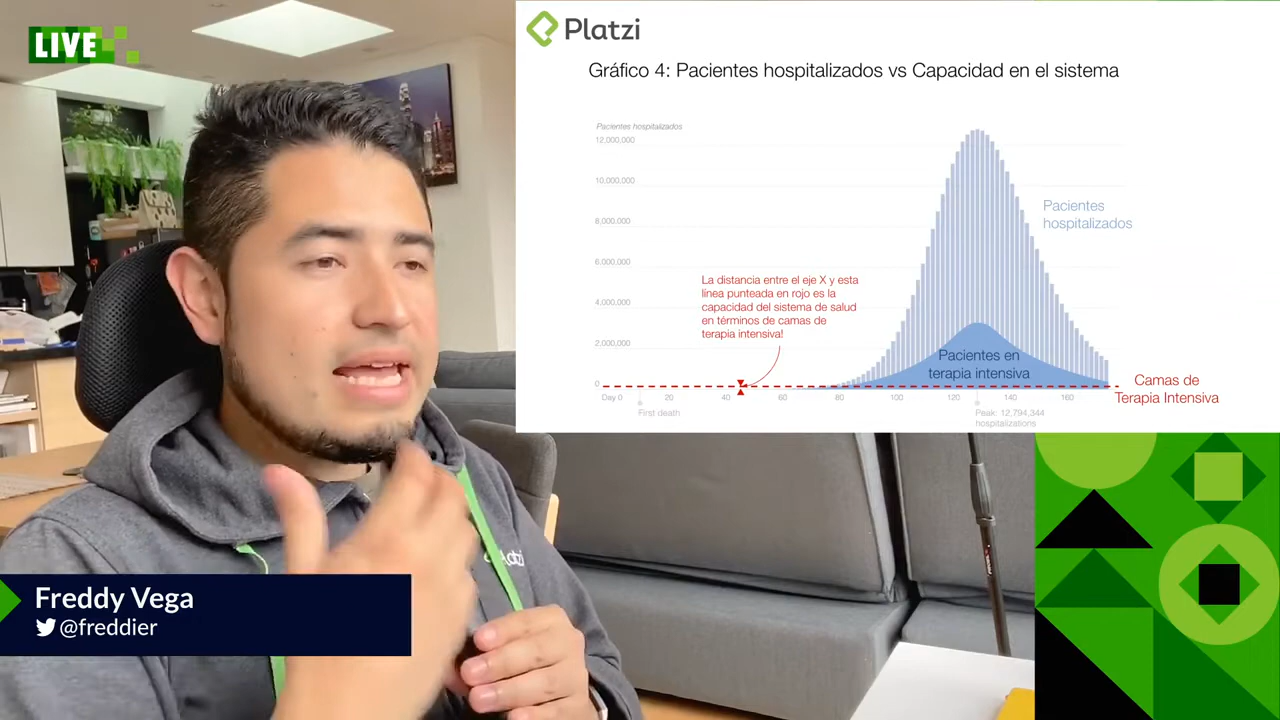 LIVE
Platzi
Gráfico 4: Pacientes hospitalizados vs Capacidad en el sistema
Pacientes hospitalizados
12,000,000
10,000,000
8,000,000
6,000,000
4,000,000
2,000,000
0
Pacientes
hospitalizados
La distancia entre el eje X y esta
línea punteada en rojo es la
capacidad del sistema de salud
en términos de camas de
terapia intensiva!
Pacientes en
terapia intensiva
Camas de
Terapia Intensiva
Day 0 20 40 60 80 100 120 140 160
First death
Peak: 12,794,344
hospitalizations
Freddy Vega
@freddier